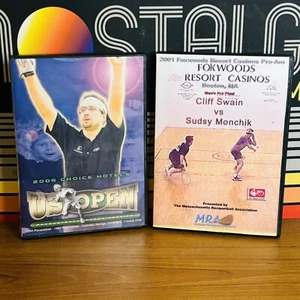 NOSTALG
2006 CHOICE HOTELS
US OPEN
2001 Foxwoods Resort Casinos Pro-Am
FOXWOODS
RESORT CASINOS
Boston, MA
Men's Pro Final
Cliff Swain
vs
Sudsy Monchik
Presented by
The Massachusetts Racquetball Association
MRA